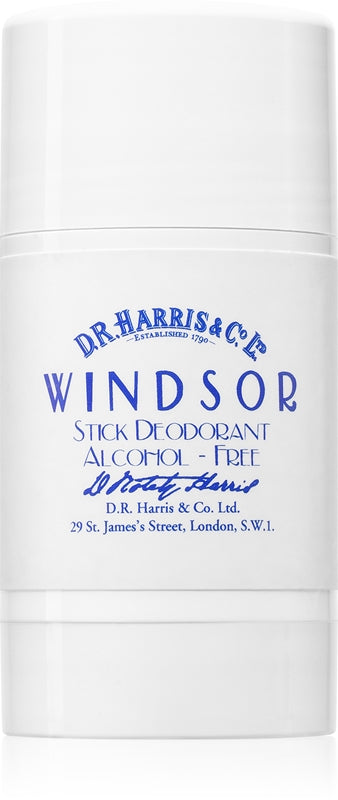 D.R. HARRIS & Co. LTD
ESTABLISHED 1790
WINDSOR
STICK DEODORANT
ALCOHOL - FREE
D.R. Harris & Co. Ltd.
29 St. James's Street, London, S.W.1.